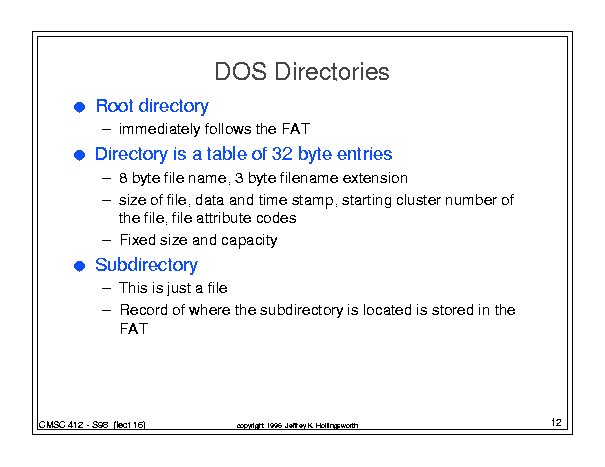 DOS Directories
● Root directory
– immediately follows the FAT
● Directory is a table of 32 byte entries
– 8 byte file name, 3 byte filename extension
– size of file, data and time stamp, starting cluster number of
the file, file attribute codes
– Fixed size and capacity
● Subdirectory
– This is just a file
– Record of where the subdirectory is located is stored in the
FAT
CMSC 412 - S98 (lect 16)
copyright 1996 Jeffrey K. Hollingsworth
12